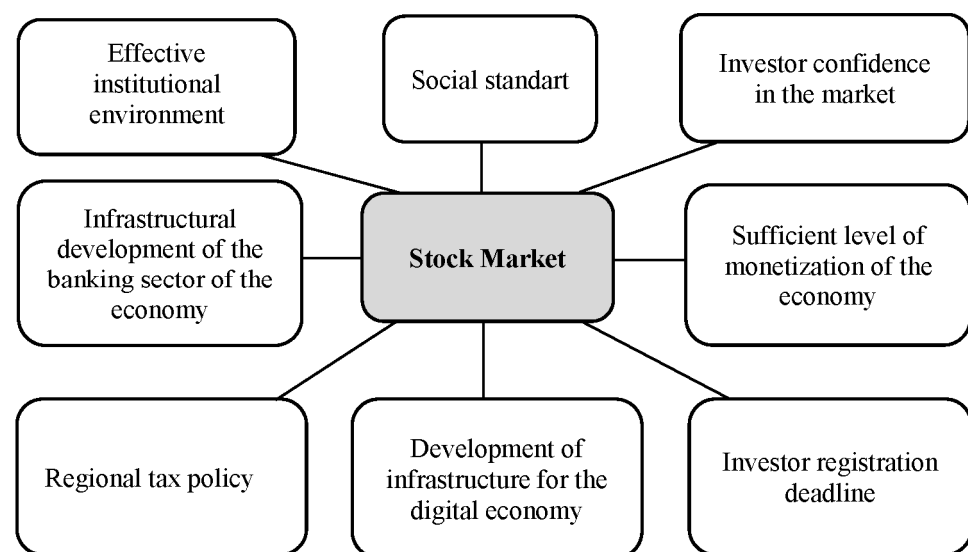 Effective
institutional
environment
Social standart
Investor confidence
in the market
Infrastructural
development of the
banking sector of the
economy
Stock Market
Sufficient level of
monetization of the
economy
Regional tax policy
Development of
infrastructure for the
digital economy
Investor registration
deadline